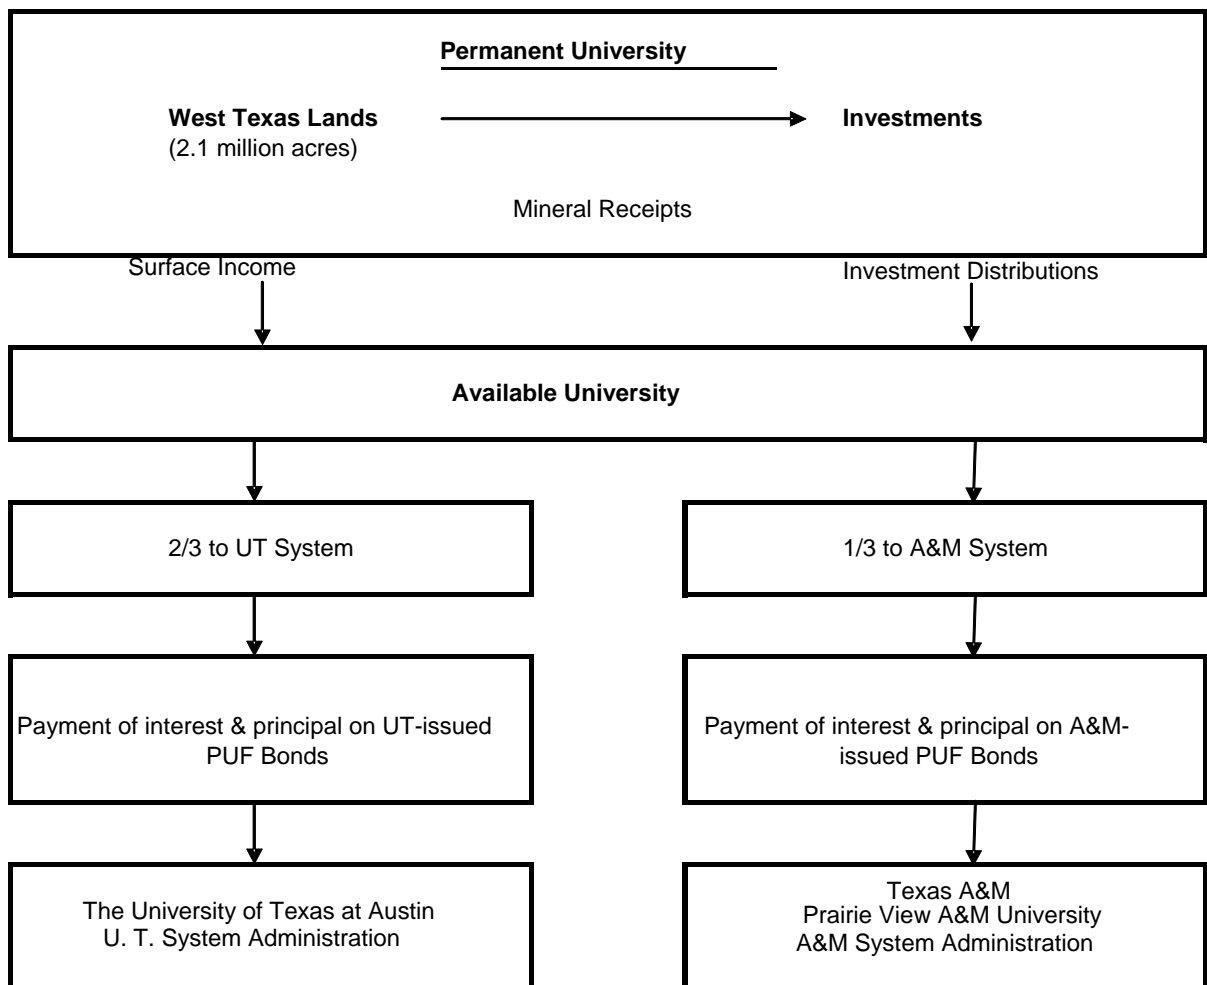 Permanent University
West Texas Lands
Investments
(2.1 million acres)
Mineral Receipts
Surface Income
Investment Distributions
Available University
2/3 to UT System
1/3 to A&M System
Payment of interest & principal on UT-issued
PUF Bonds
Payment of interest & principal on A&M-
issued PUF Bonds
The University of Texas at Austin
U. T. System Administration
Texas A&M
Prairie View A&M University
A&M System Administration